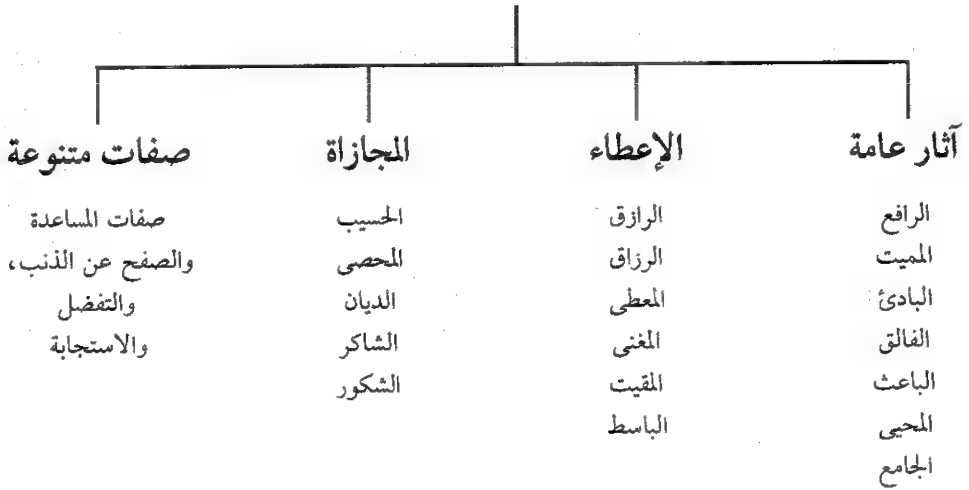 آثار عامة
الرافع
المميت
البادئ
الفالق
الباعث
المحيى
الجامع
الإعطاء
الرازق
الرزاق
المعطى
المغنى
المقيت
الباسط
المجازاة
الحسيب
المحصى
الديان
الشاكر
الشكور
صفات متنوعة
صفات المساعدة
والصفح عن الذنب،
والتفضل
والاستجابة